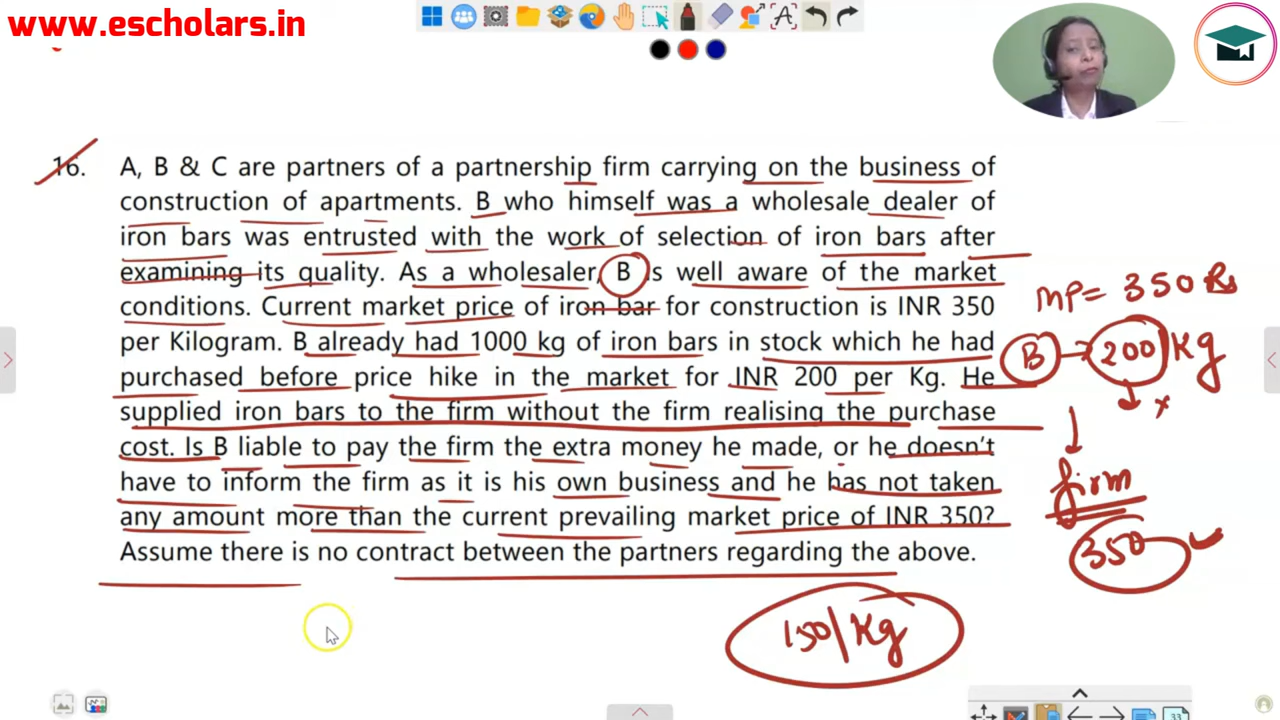 www.escholars.in
16. A, B & C are partners of a partnership firm carrying on the business of
construction of apartments. B who himself was a wholesale dealer of
iron bars was entrusted with the work of selection of iron bars after
examining its quality. As a wholesaler, B is well aware of the market
conditions. Current market price of iron bar for construction is INR 350
per Kilogram. B already had 1000 kg of iron bars in stock which he had
purchased before price hike in the market for INR 200 per Kg. He
supplied iron bars to the firm without the firm realising the purchase
cost. Is B liable to pay the firm the extra money he made, or he doesn't
have to inform the firm as it is his own business and he has not taken
any amount more than the current prevailing market price of INR 350?
Assume there is no contract between the partners regarding the above.
MP = 350 Rs
B → 200 Kg
x
firm
350
150/Kg
33